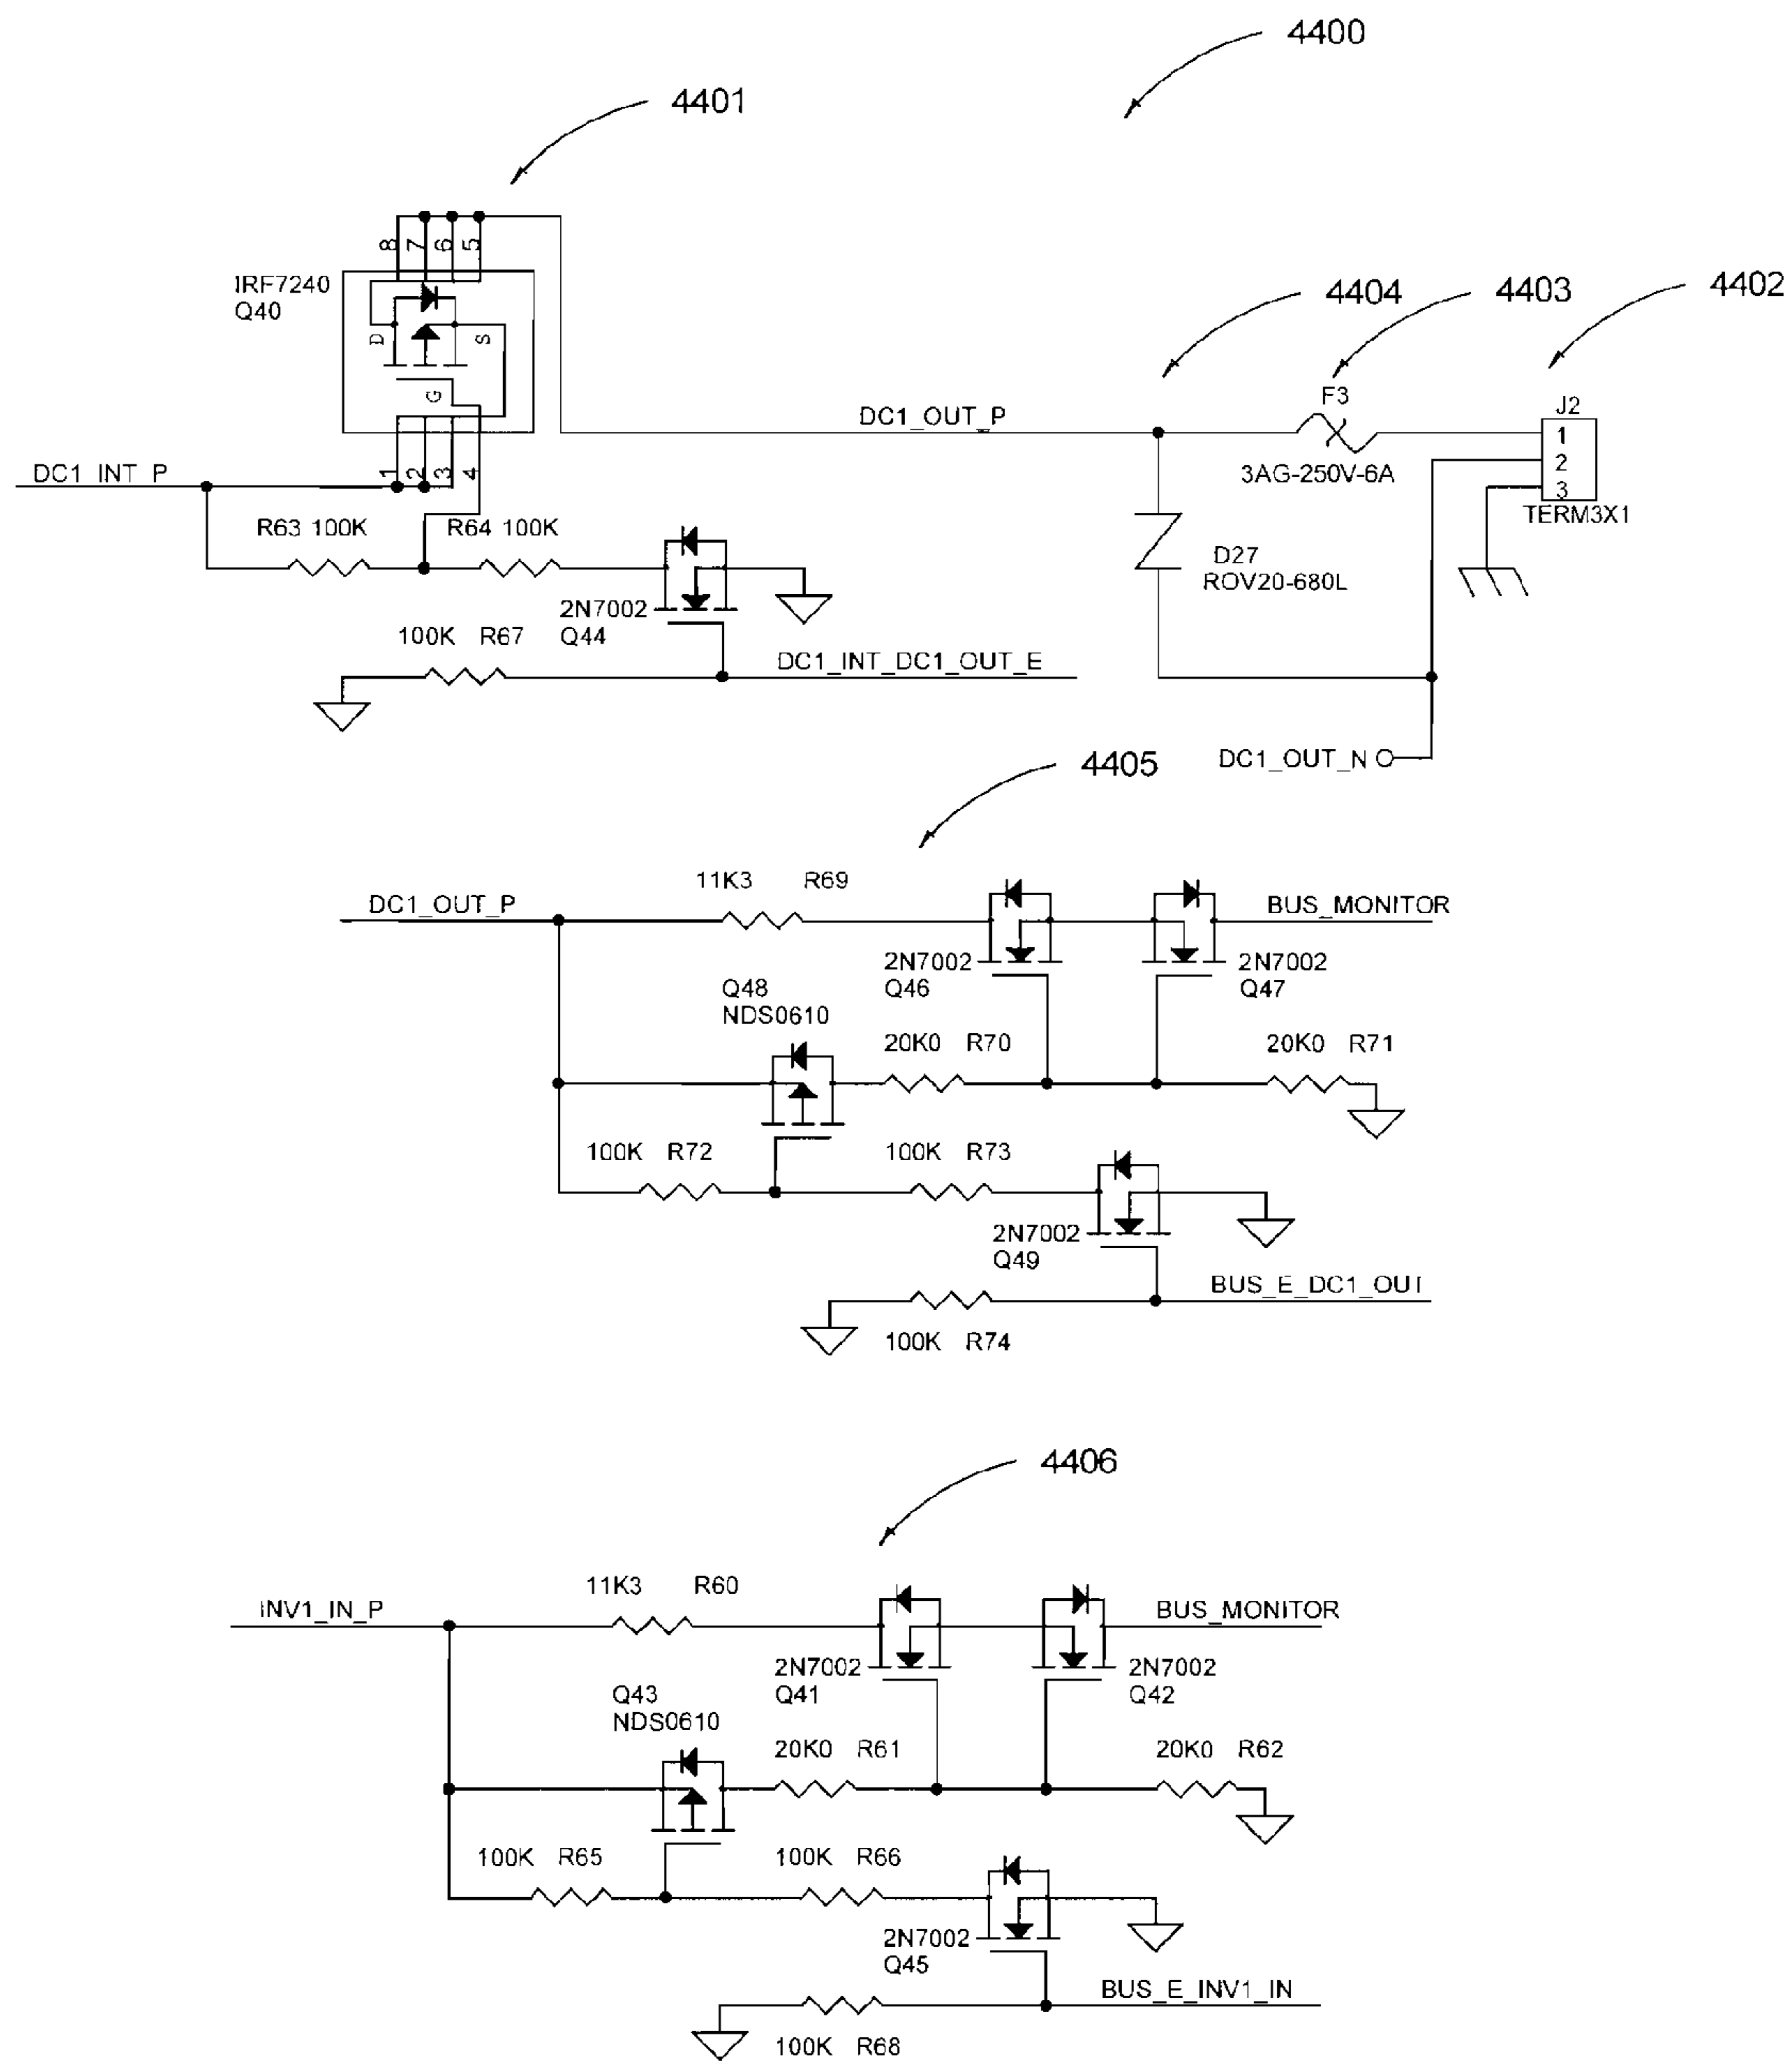 4400
4401
8 7 6 5
IRF7240
Q40
D
S
G
1 2 3 4
DC1_INT_P
R63 100K
R64 100K
2N7002
Q44
100K R67
DC1_INT_DC1_OUT_E
DC1_OUT_P
4404
4403
4402
F3
3AG-250V-6A
J2
1
2
3
TERM3X1
D27
ROV20-680L
DC1_OUT_N
4405
DC1_OUT_P
11K3 R69
BUS_MONITOR
2N7002
Q46
2N7002
Q47
Q48
NDS0610
20K0 R70
20K0 R71
100K R72
100K R73
2N7002
Q49
BUS_E_DC1_OUT
100K R74
4406
INV1_IN_P
11K3 R60
BUS_MONITOR
2N7002
Q41
2N7002
Q42
Q43
NDS0610
20K0 R61
20K0 R62
100K R65
100K R66
2N7002
Q45
BUS_E_INV1_IN
100K R68